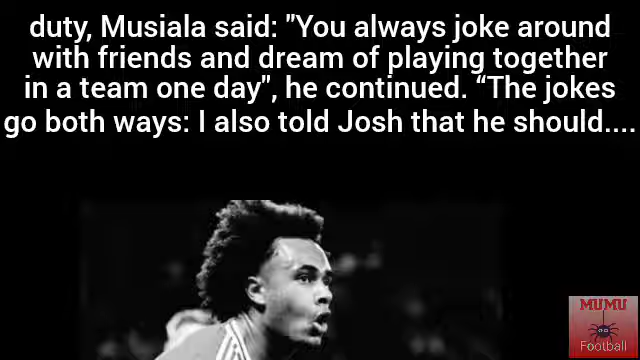 duty, Musiala said: "You always joke around
with friends and dream of playing together
in a team one day", he continued. “The jokes
go both ways: I also told Josh that he should....
MUMU
Football